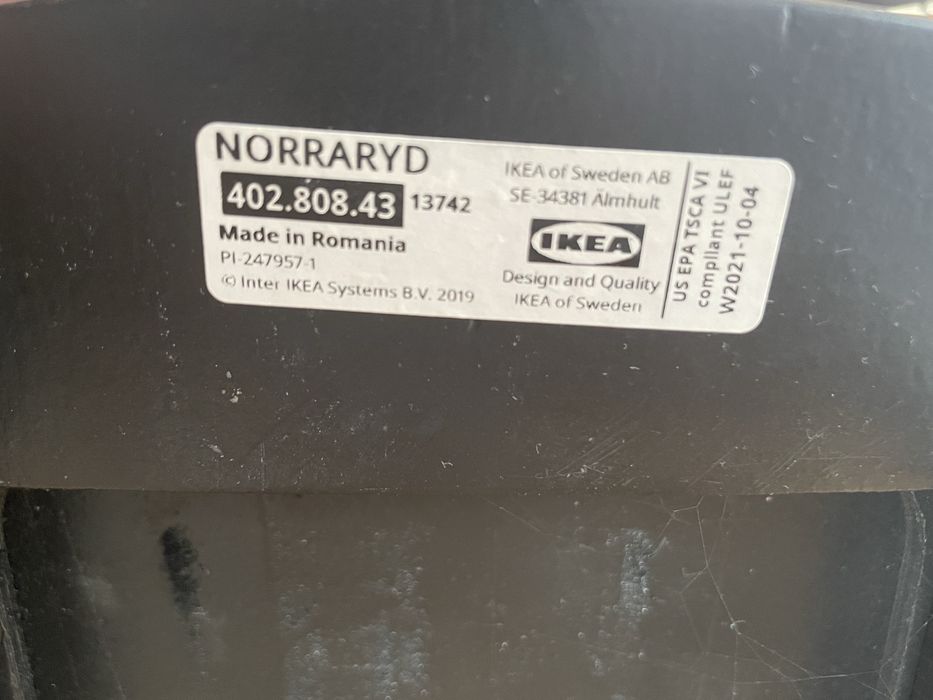 NORRARYD
402.808.43 13742
Made in Romania
PI-247957-1
© Inter IKEA Systems B.V. 2019
IKEA of Sweden AB
SE-34381 Älmhult
IKEA
Design and Quality
IKEA of Sweden
US EPA TSCA VI
compliant ULEF
W2021-10-04